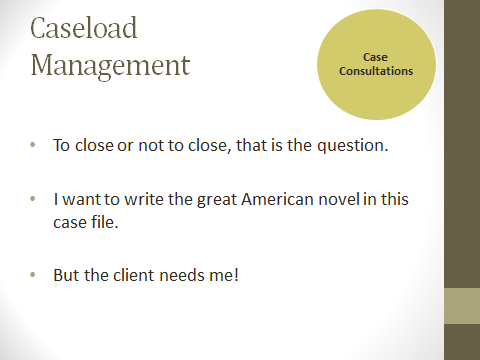 Caseload
Management
Case
Consultations
• To close or not to close, that is the question.
• I want to write the great American novel in this
case file.
• But the client needs me!